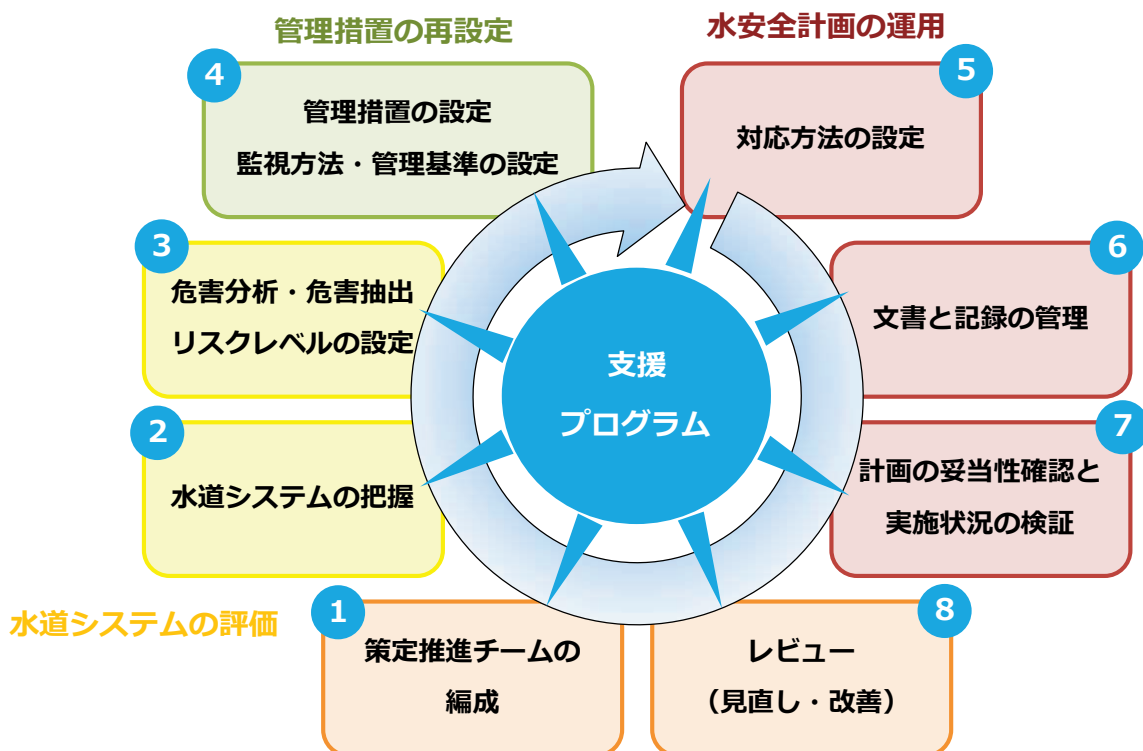 管理措置の再設定
水安全計画の運用
4
管理措置の設定
監視方法・管理基準の設定
5
対応方法の設定
3
危害分析・危害抽出
リスクレベルの設定
6
文書と記録の管理
支援
プログラム
2
水道システムの把握
7
計画の妥当性確認と
実施状況の検証
水道システムの評価
1
策定推進チームの
編成
8
レビュー
（見直し・改善）